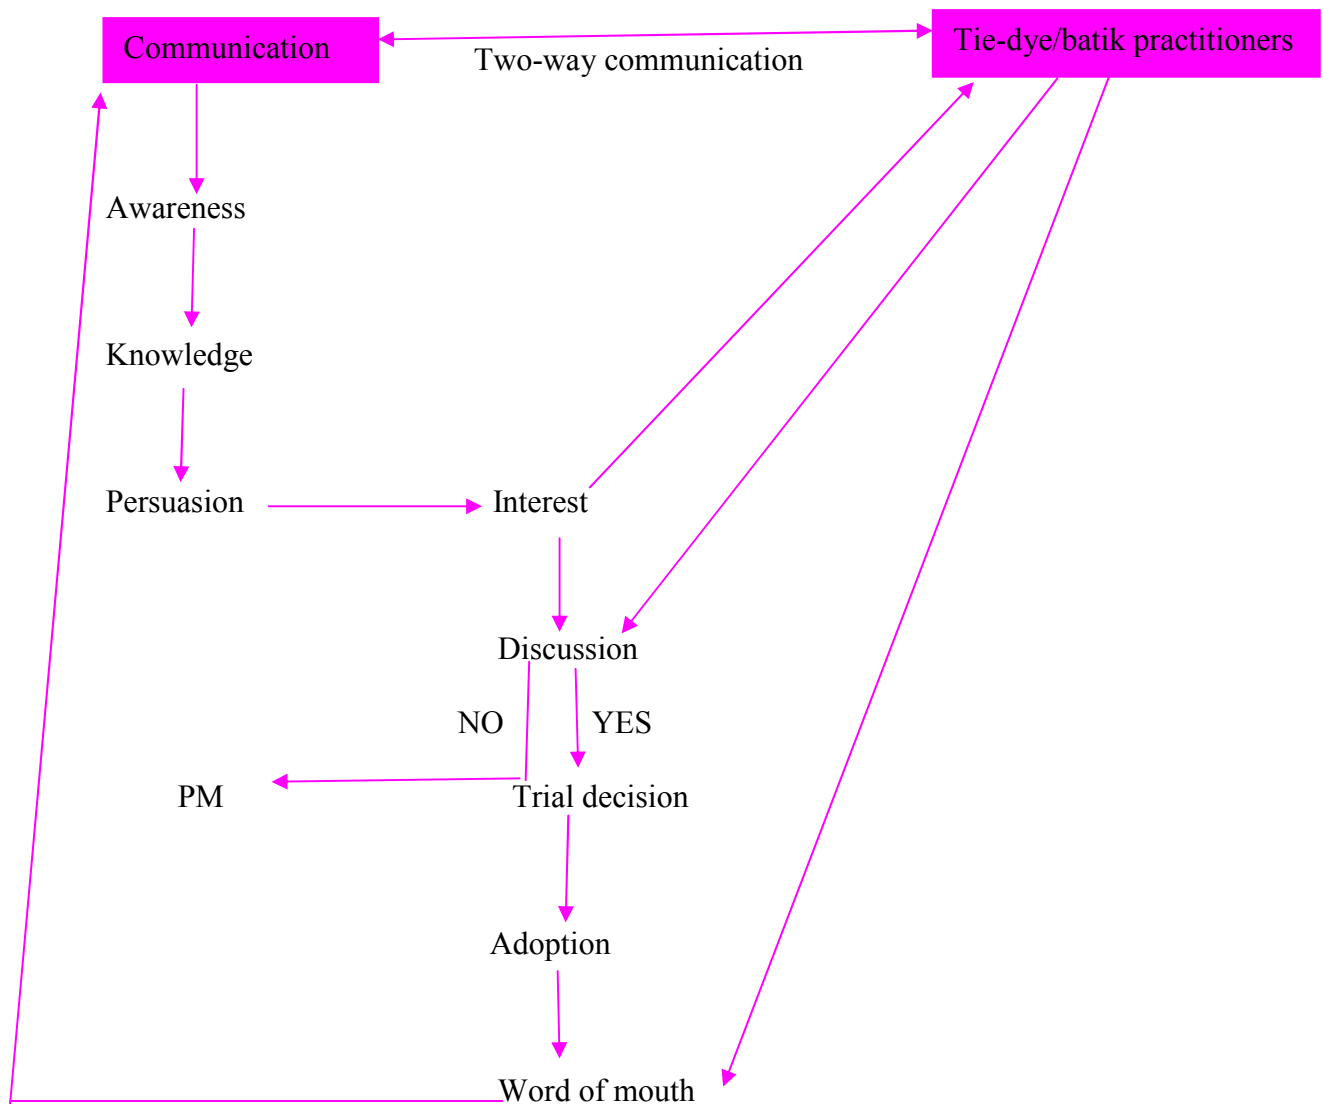 Communication
Tie-dye/batik practitioners
Two-way communication
Awareness
Knowledge
Persuasion
Interest
Discussion
NO
YES
PM
Trial decision
Adoption
Word of mouth